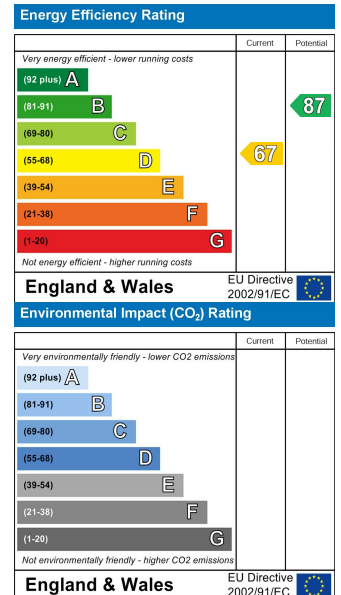 Energy Efficiency Rating
Current Potential
Very energy efficient - lower running costs
(92 plus) A
(81-91) B
(69-80) C
(55-68) D
(39-54) E
(21-38) F
(1-20) G
87
67
Not energy efficient - higher running costs
England & Wales
EU Directive
2002/91/EC
Environmental Impact (CO₂) Rating
Current Potential
Very environmentally friendly - lower CO2 emissions
(92 plus) A
(81-91) B
(69-80) C
(55-68) D
(39-54) E
(21-38) F
(1-20) G
Not environmentally friendly - higher CO2 emissions
England & Wales
EU Directive
2002/91/EC